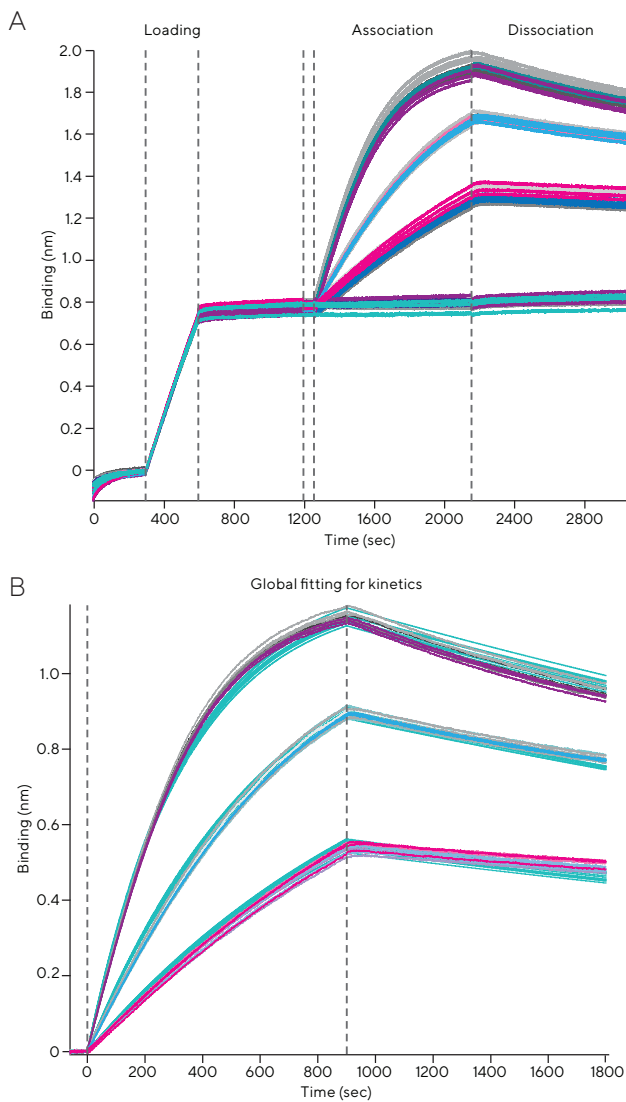 A
Loading Association Dissociation
2.0
1.8
1.6
1.4
1.2
1.0
0.8
0.6
0.4
0.2
0
Binding (nm)
0 400 800 1200 1600 2000 2400 2800
Time (sec)
B
Global fitting for kinetics
1.0
0.8
0.6
0.4
0.2
0
Binding (nm)
0 200 400 600 800 1000 1200 1400 1600 1800
Time (sec)